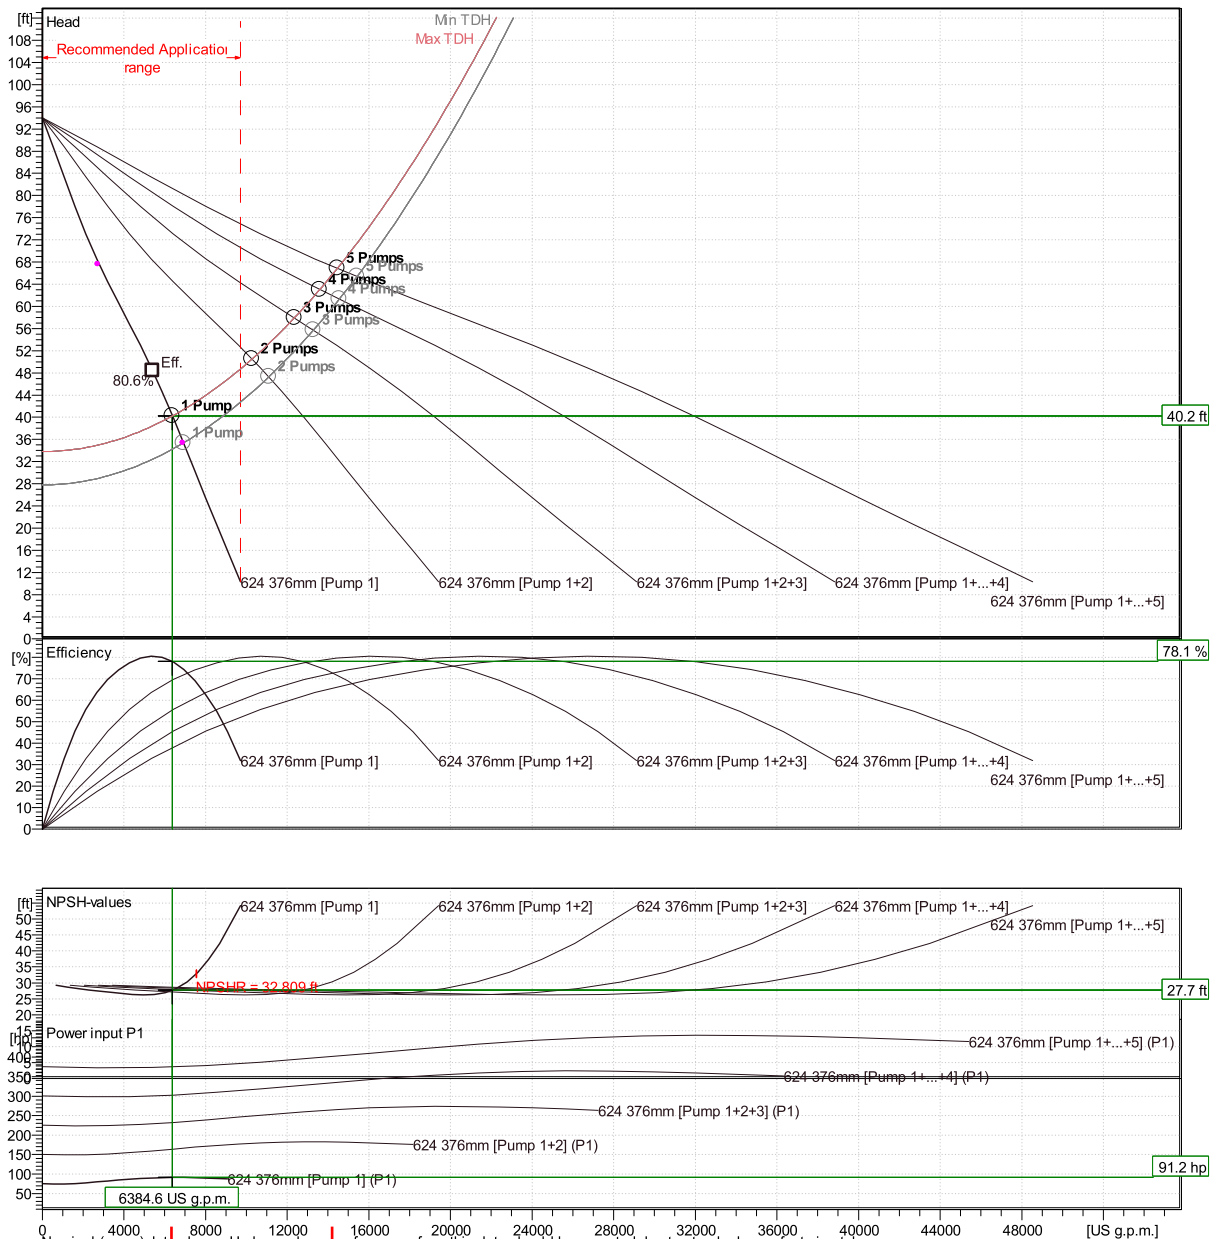 [ft]
Head
Min TDH
Max TDH
Recommended Application
range
108
104
100
96
92
88
84
80
76
72
68
64
60
56
52
48
44
40
36
32
28
24
20
16
12
8
4
0
5 Pumps
5 Pumps
4 Pumps
4 Pumps
3 Pumps
3 Pumps
2 Pumps
2 Pumps
Eff.
80.6%
1 Pump
1 Pump
40.2 ft
624 376mm [Pump 1]
624 376mm [Pump 1+2]
624 376mm [Pump 1+2+3]
624 376mm [Pump 1+...+4]
624 376mm [Pump 1+...+5]
[%]
Efficiency
78.1 %
70
60
50
40
30
20
10
0
624 376mm [Pump 1]
624 376mm [Pump 1+2]
624 376mm [Pump 1+2+3]
624 376mm [Pump 1+...+4]
624 376mm [Pump 1+...+5]
[ft]
NPSH-values
50
45
40
35
30
25
20
15
10
5
0
624 376mm [Pump 1]
624 376mm [Pump 1+2]
624 376mm [Pump 1+2+3]
624 376mm [Pump 1+...+4]
624 376mm [Pump 1+...+5]
NPSHR = 32.809 ft
27.7 ft
[hp]
Power input P1
400
350
300
250
200
150
100
50
624 376mm [Pump 1+...+5] (P1)
624 376mm [Pump 1+...+4] (P1)
624 376mm [Pump 1+2+3] (P1)
624 376mm [Pump 1+2] (P1)
624 376mm [Pump 1] (P1)
91.2 hp
6384.6 US g.p.m.
0 4000 8000 12000 16000 20000 24000 28000 32000 36000 40000 44000 48000 [US g.p.m.]